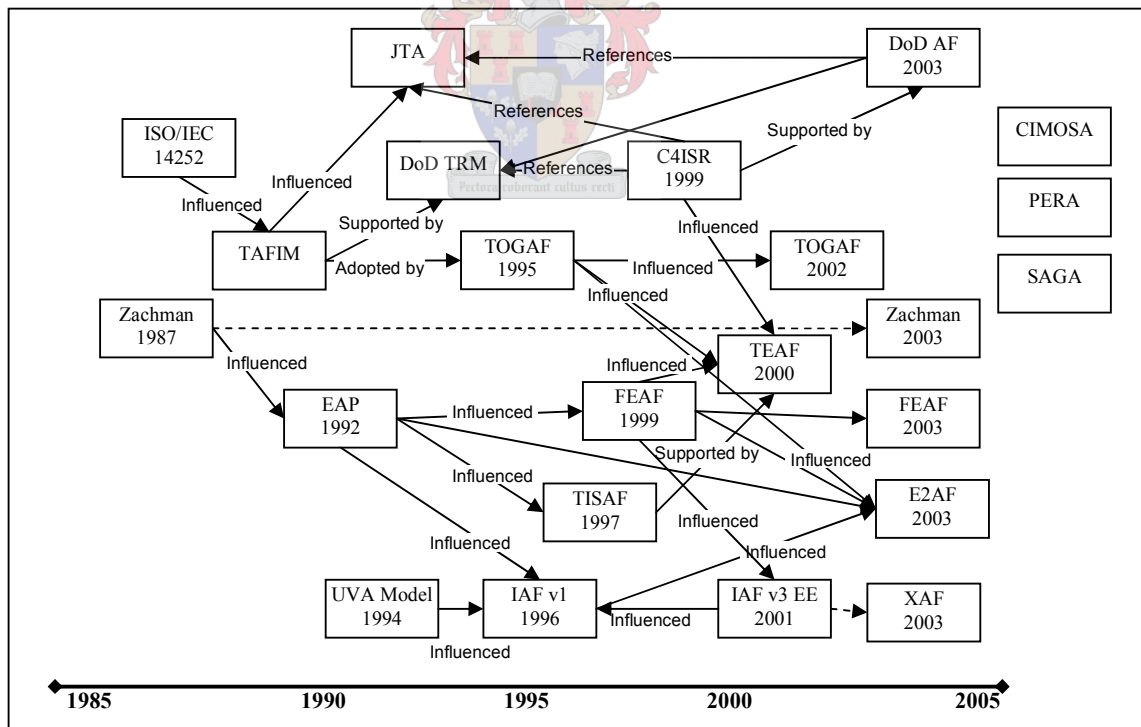 JTA
References
DoD AF
2003
References
Supported by
CIMOSA
ISO/IEC
14252
DoD TRM
References
C4ISR
1999
Pectora roborant cultus recti
Influenced
Influenced
Supported by
Influenced
PERA
TAFIM
Adopted by
TOGAF
1995
Influenced
Influenced
TOGAF
2002
SAGA
Zachman
1987
Influenced
Zachman
2003
TEAF
2000
Influenced
EAP
1992
Influenced
FEAF
1999
FEAF
2003
Supported by
Influenced
Influenced
TISAF
1997
E2AF
2003
Influenced
Influenced
Influenced
UVA Model
1994
Influenced
IAF v1
1996
Influenced
IAF v3 EE
2001
XAF
2003
1985
1990
1995
2000
2005